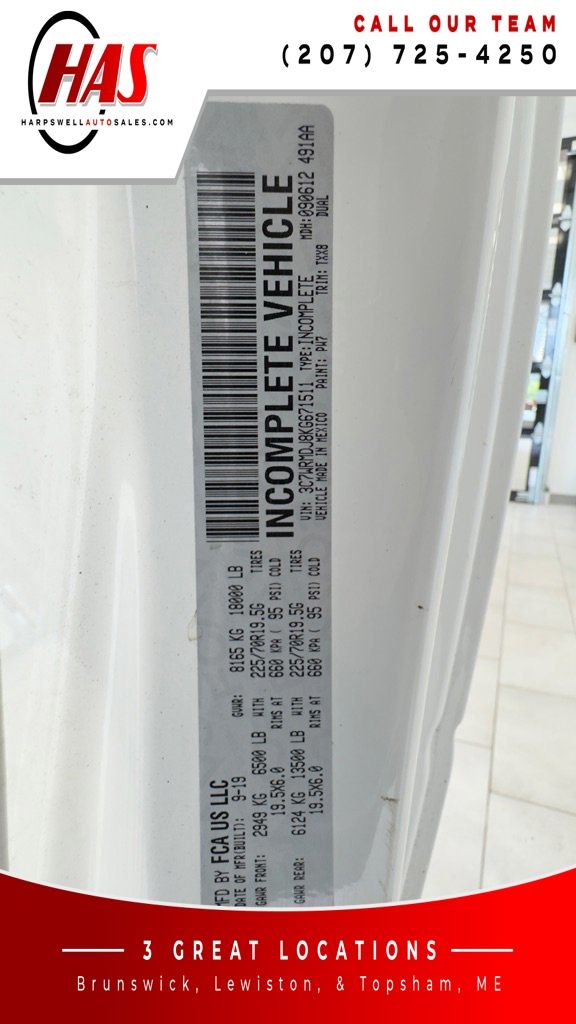 HAS
HARPSWELLAUTOSALES.COM
CALL OUR TEAM
(207) 725-4250
MFD BY FCA US LLC
DATE OF MFR(BUILT): 9-19 GVWR: 8165 KG 18000 LB
GAWR FRONT: 2949 KG 6500 LB WITH 225/70R19.5G TIRES
19.5X6.0 RIMS AT 660 KPA ( 95 PSI) COLD
GAWR REAR: 6124 KG 13500 LB WITH 225/70R19.5G TIRES
19.5X6.0 RIMS AT 660 KPA ( 95 PSI) COLD
INCOMPLETE VEHICLE
VIN: 3C7WRMDJ8KG671511 TYPE: INCOMPLETE MDH: 090612 491AA
VEHICLE MADE IN MEXICO PAINT: PW7 TRIM: TXX8 DUAL
3 GREAT LOCATIONS
Brunswick, Lewiston, & Topsham, ME